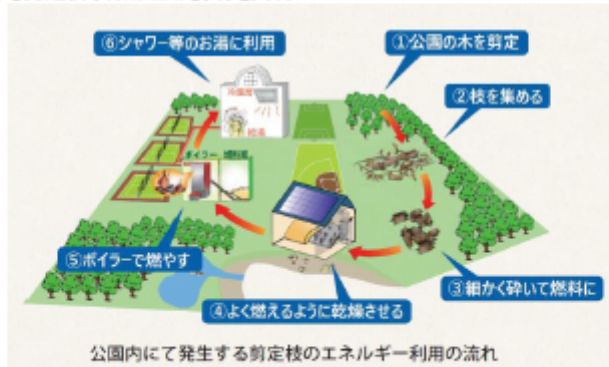 ⑥シャワー等のお湯に利用
①公園の木を剪定
②枝を集める
ボイラー
⑤ボイラーで燃やす
③細かく砕いて燃料に
④よく燃えるように乾燥させる
公園内にて発生する剪定枝のエネルギー利用の流れ